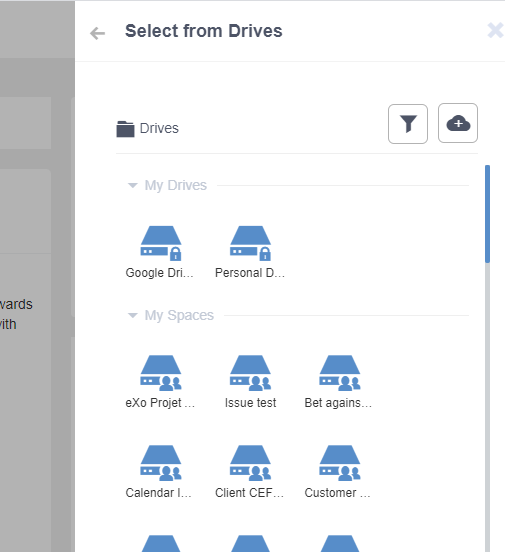 Select from Drives
Drives
My Drives
Google Dri... Personal D...
My Spaces
wards
with
eXo Projet ... Issue test Bet agains...
Calendar I... Client CEF... Customer ...